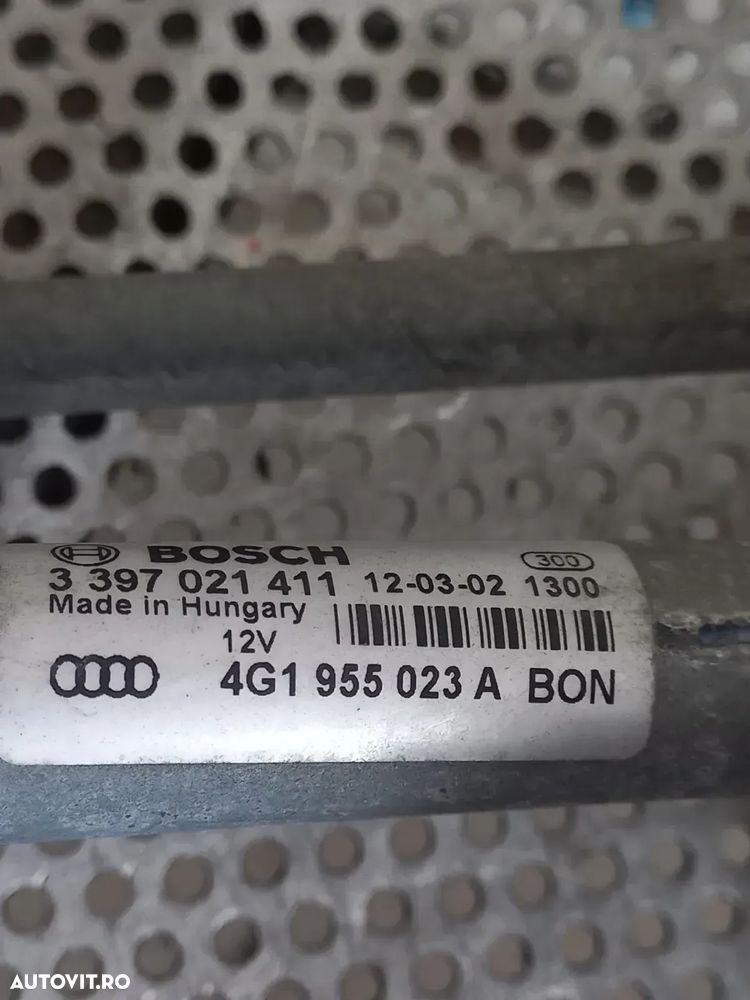 BOSCH
300
3 397 021 411 12-03-02 1300
Made in Hungary
12V
4G1 955 023 A BON
AUTOVIT.RO